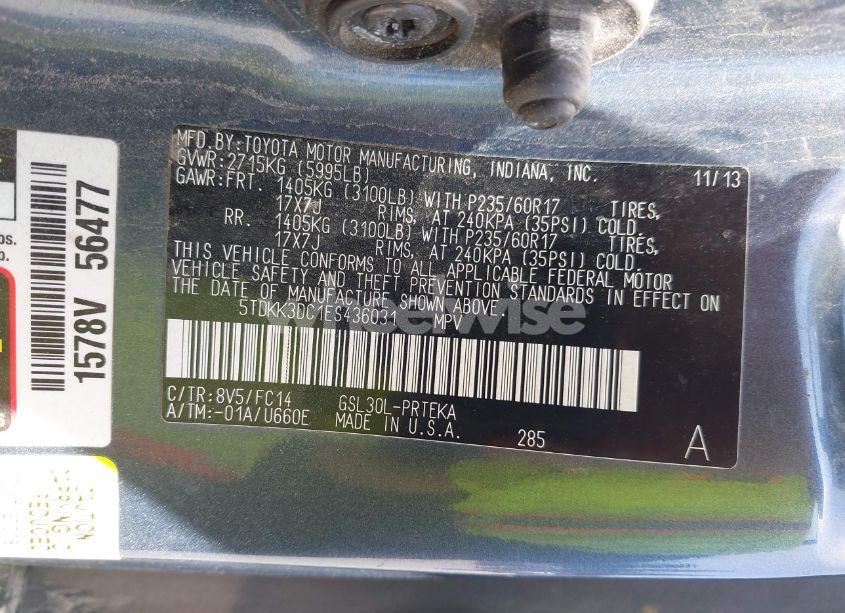 MFD.BY:TOYOTA MOTOR MANUFACTURING, INDIANA, INC. 11/13
GVWR:2715KG (5995LB)
GAWR:FRT. 1405KG (3100LB) WITH P235/60R17 TIRES,
17X7J RIMS, AT 240KPA (35PSI) COLD.
RR. 1405KG (3100LB) WITH P235/60R17 TIRES,
17X7J RIMS, AT 240KPA (35PSI) COLD.
THIS VEHICLE CONFORMS TO ALL APPLICABLE FEDERAL MOTOR
VEHICLE SAFETY AND THEFT PREVENTION STANDARDS IN EFFECT ON
THE DATE OF MANUFACTURE SHOWN ABOVE.
5TDKK3DC1ES436031 MPV
C/TR:8V5/FC14 GSL30L-PRTEKA
A/TM:-01A/U660E MADE IN U.S.A. 285 A
1578V 56477
wisewise